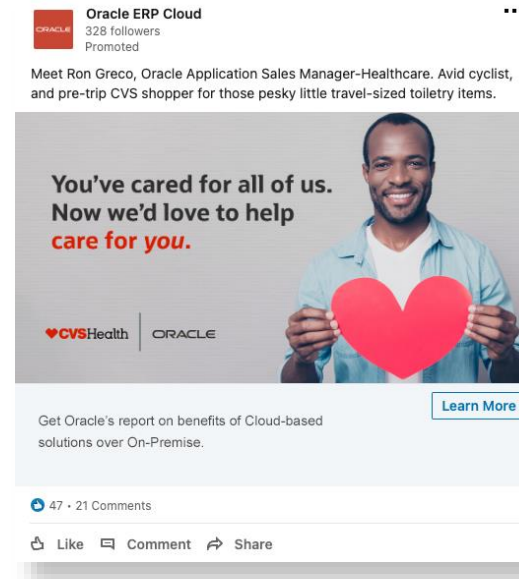 Oracle ERP Cloud
ORACLE
328 followers
Promoted
Meet Ron Greco, Oracle Application Sales Manager-Healthcare. Avid cyclist,
and pre-trip CVS shopper for those pesky little travel-sized toiletry items.
You've cared for all of us.
Now we'd love to help
care for you.
CVSHealth
ORACLE
Learn More
Get Oracle's report on benefits of Cloud-based
solutions over On-Premise.
47 • 21 Comments
Like Comment Share